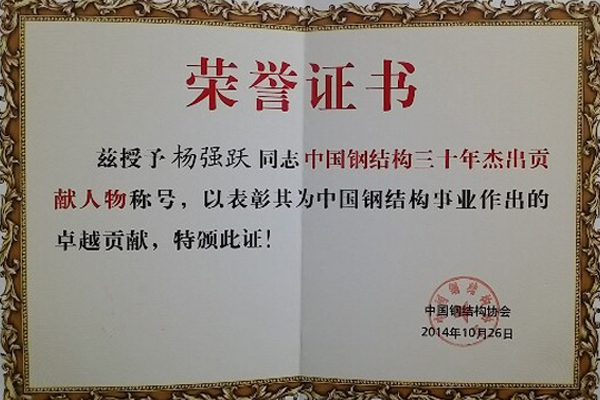 荣誉证书
兹授予 杨强跃 同志中国钢结构三十年杰出贡
献人物称号，以表彰其为中国钢结构事业作出的
卓越贡献，特颁此证！
中国钢结构协会
2014年10月26日